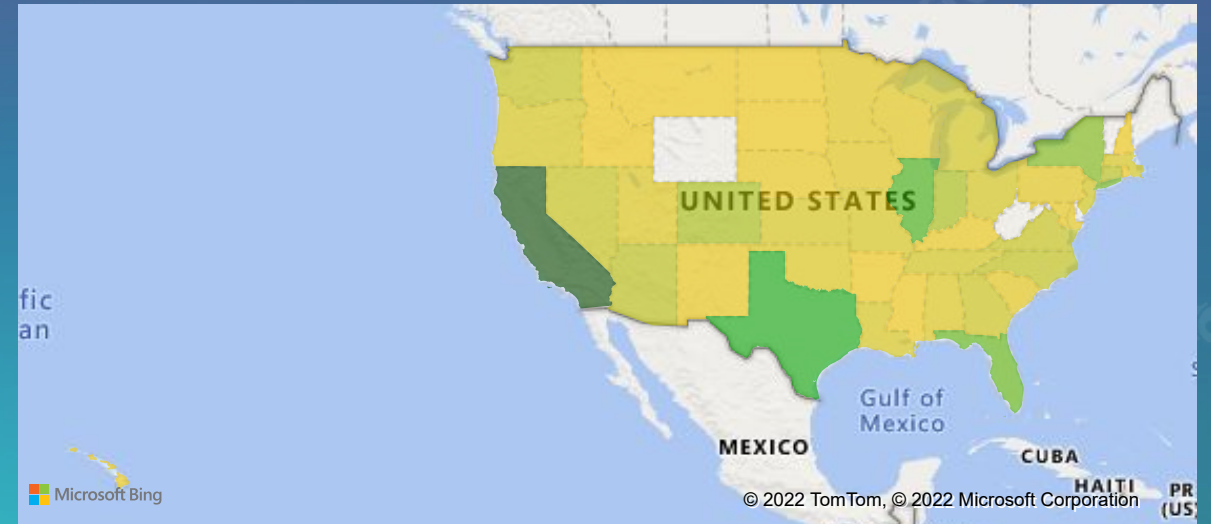 UNITED STATES
fic
an
Gulf of
Mexico
MEXICO
CUBA
HAITI
PR
(US)
Microsoft Bing
© 2022 TomTom, © 2022 Microsoft Corporation